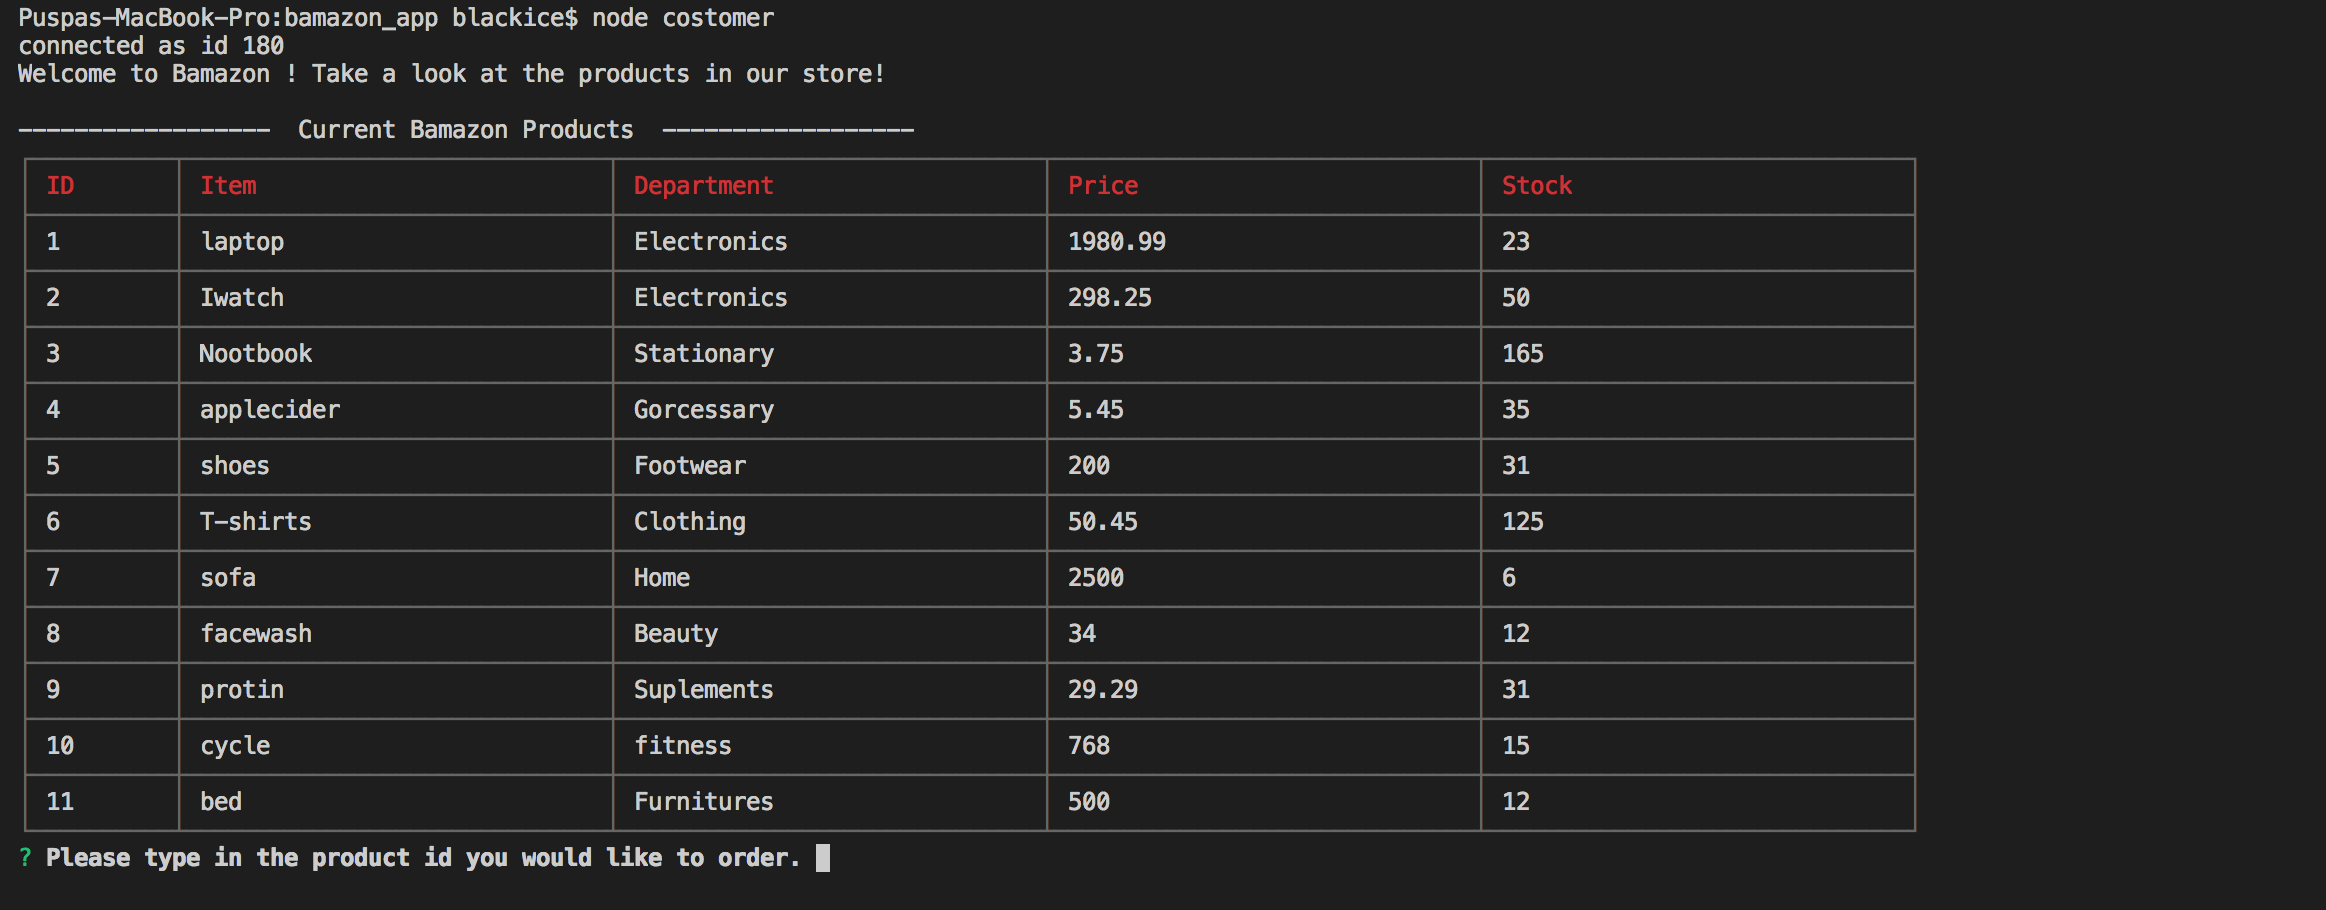 Puspas-MacBook-Pro:bamazon_app blackice$ node costomer
connected as id 180
Welcome to Bamazon ! Take a look at the products in our store!
------------------  Current Bamazon Products  ------------------
ID Item Department Price Stock
1 laptop Electronics 1980.99 23
2 Iwatch Electronics 298.25 50
3 Nootbook Stationary 3.75 165
4 applecider Gorcessary 5.45 35
5 shoes Footwear 200 31
6 T-shirts Clothing 50.45 125
7 sofa Home 2500 6
8 facewash Beauty 34 12
9 protin Suplements 29.29 31
10 cycle fitness 768 15
11 bed Furnitures 500 12
? Please type in the product id you would like to order.